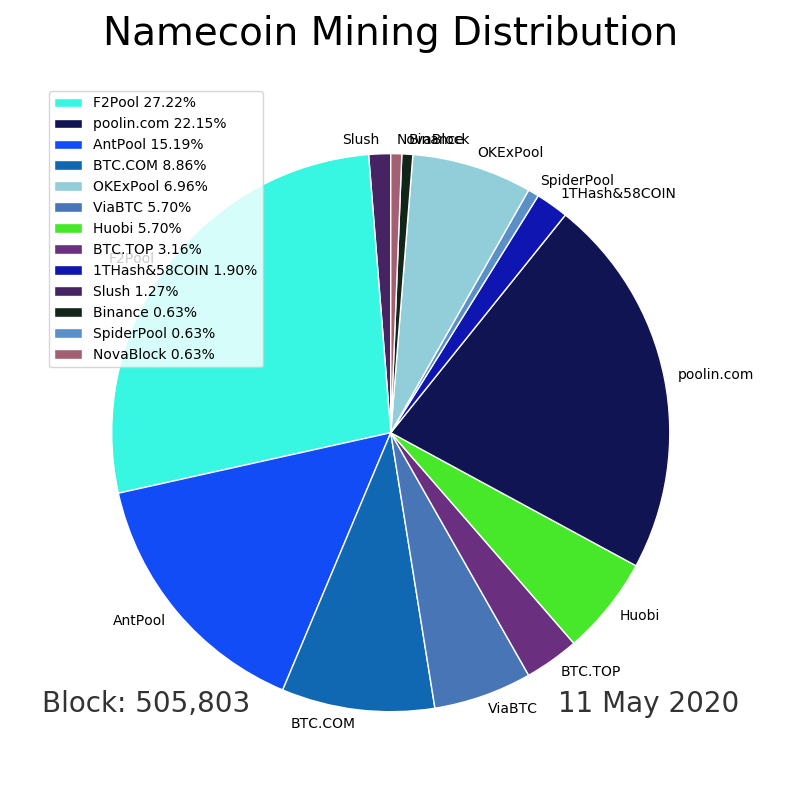 Namecoin Mining Distribution
F2Pool 27.22%
poolin.com 22.15%
AntPool 15.19%
BTC.COM 8.86%
OKExPool 6.96%
ViaBTC 5.70%
Huobi 5.70%
BTC.TOP 3.16%
1THash&58COIN 1.90%
Slush 1.27%
Binance 0.63%
SpiderPool 0.63%
NovaBlock 0.63%
Slush
NovaBlock
Binance
OKExPool
SpiderPool
1THash&58COIN
F2Pool
poolin.com
Huobi
AntPool
BTC.TOP
ViaBTC
BTC.COM
Block: 505,803
11 May 2020